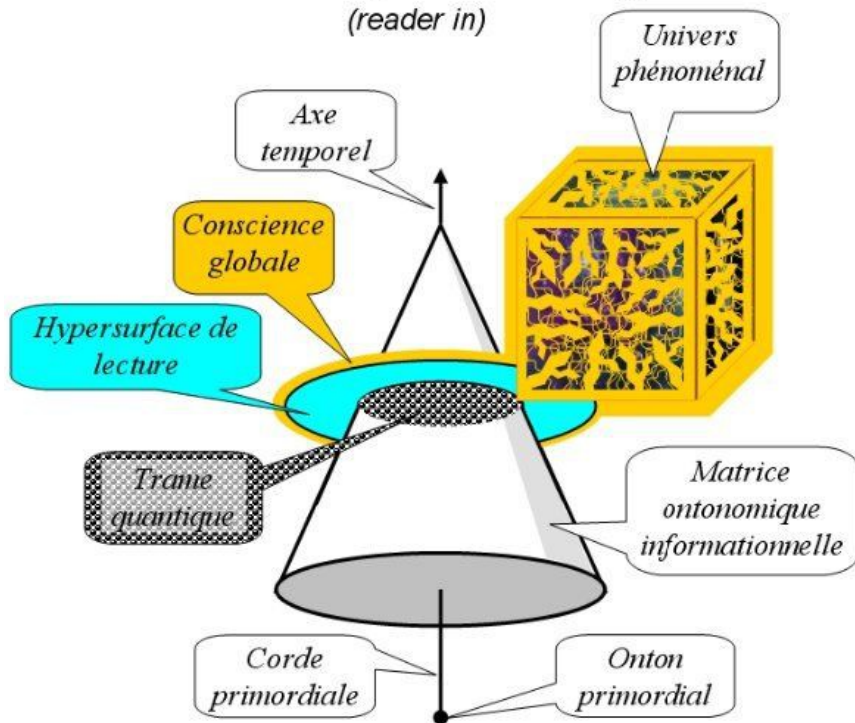 (reader in)
Univers
phénoménal
Axe
temporel
Conscience
globale
Hypersurface de
lecture
Trame
quantique
Matrice
ontonomique
informationnelle
Corde
primordiale
Onton
primordial